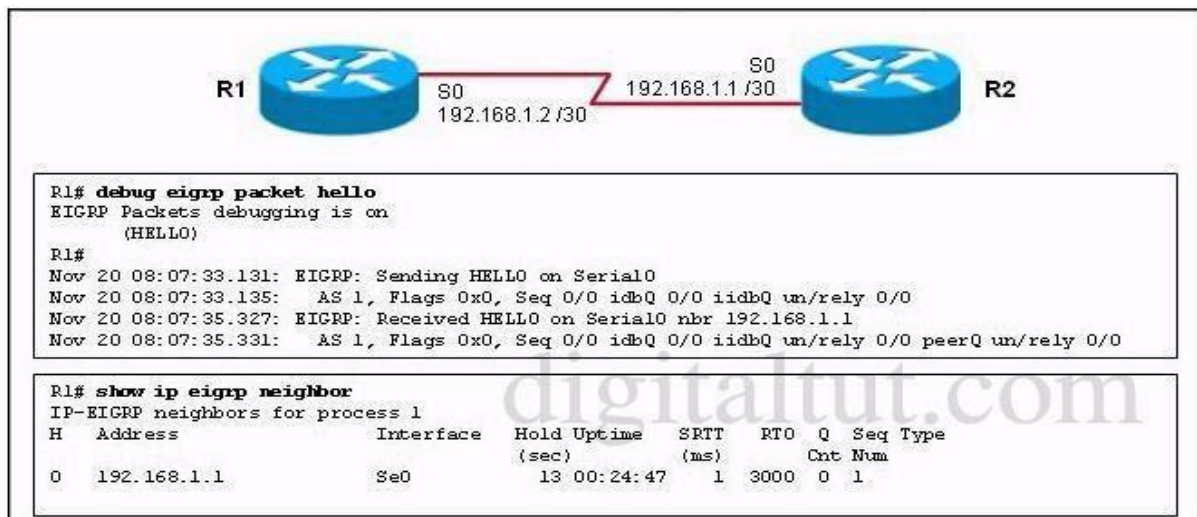 S0
R1
S0
192.168.1.1 /30
R2
192.168.1.2 /30
R1# debug eigrp packet hello
EIGRP Packets debugging is on
(HELLO)
R1#
Nov 20 08:07:33.131: EIGRP: Sending HELLO on Serial0
Nov 20 08:07:33.135: AS 1, Flags 0x0, Seq 0/0 idbQ 0/0 iidbQ un/rely 0/0
Nov 20 08:07:35.327: EIGRP: Received HELLO on Serial0 nbr 192.168.1.1
Nov 20 08:07:35.331: AS 1, Flags 0x0, Seq 0/0 idbQ 0/0 iidbQ un/rely 0/0 peerQ un/rely 0/0
digitaltut.com
R1# show ip eigrp neighbor
IP-EIGRP neighbors for process 1
H Address Interface Hold Uptime SRTT RTO Q Seq Type
(sec) (ms) Cnt Num
0 192.168.1.1 Se0 13 00:24:47 1 3000 0 1